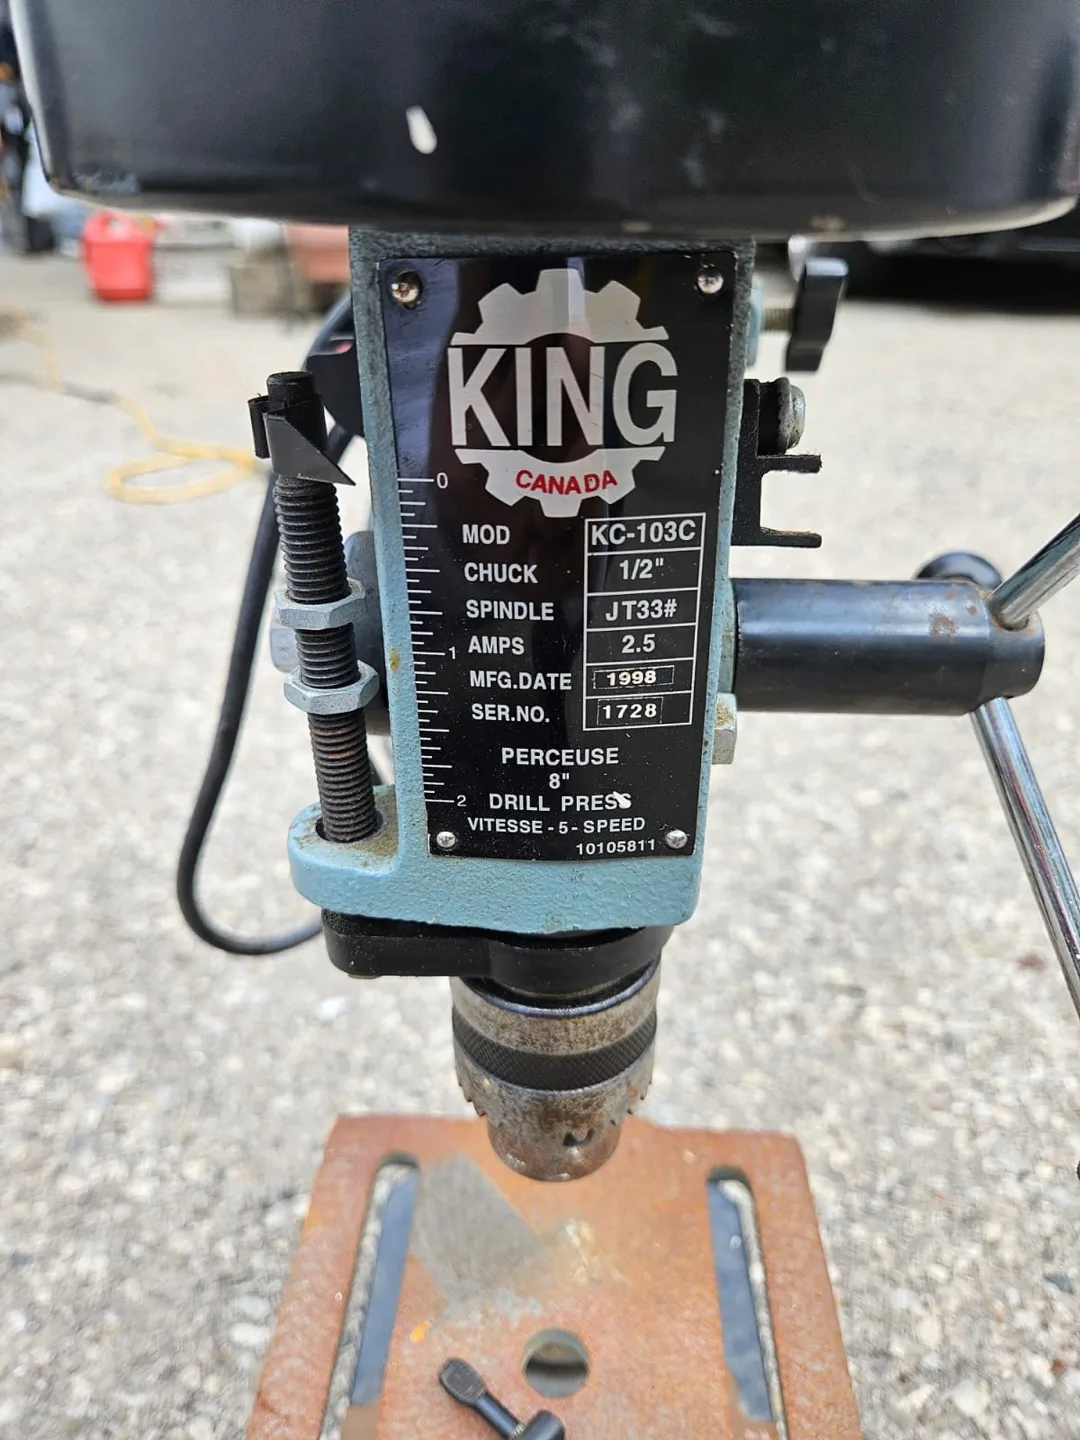 KING
CANADA
0
MOD KC-103C
CHUCK 1/2"
SPINDLE JT33#
1 AMPS 2.5
MFG.DATE 1998
SER.NO. 1728
PERCEUSE
8"
2 DRILL PRESS
VITESSE - 5 - SPEED
10105811